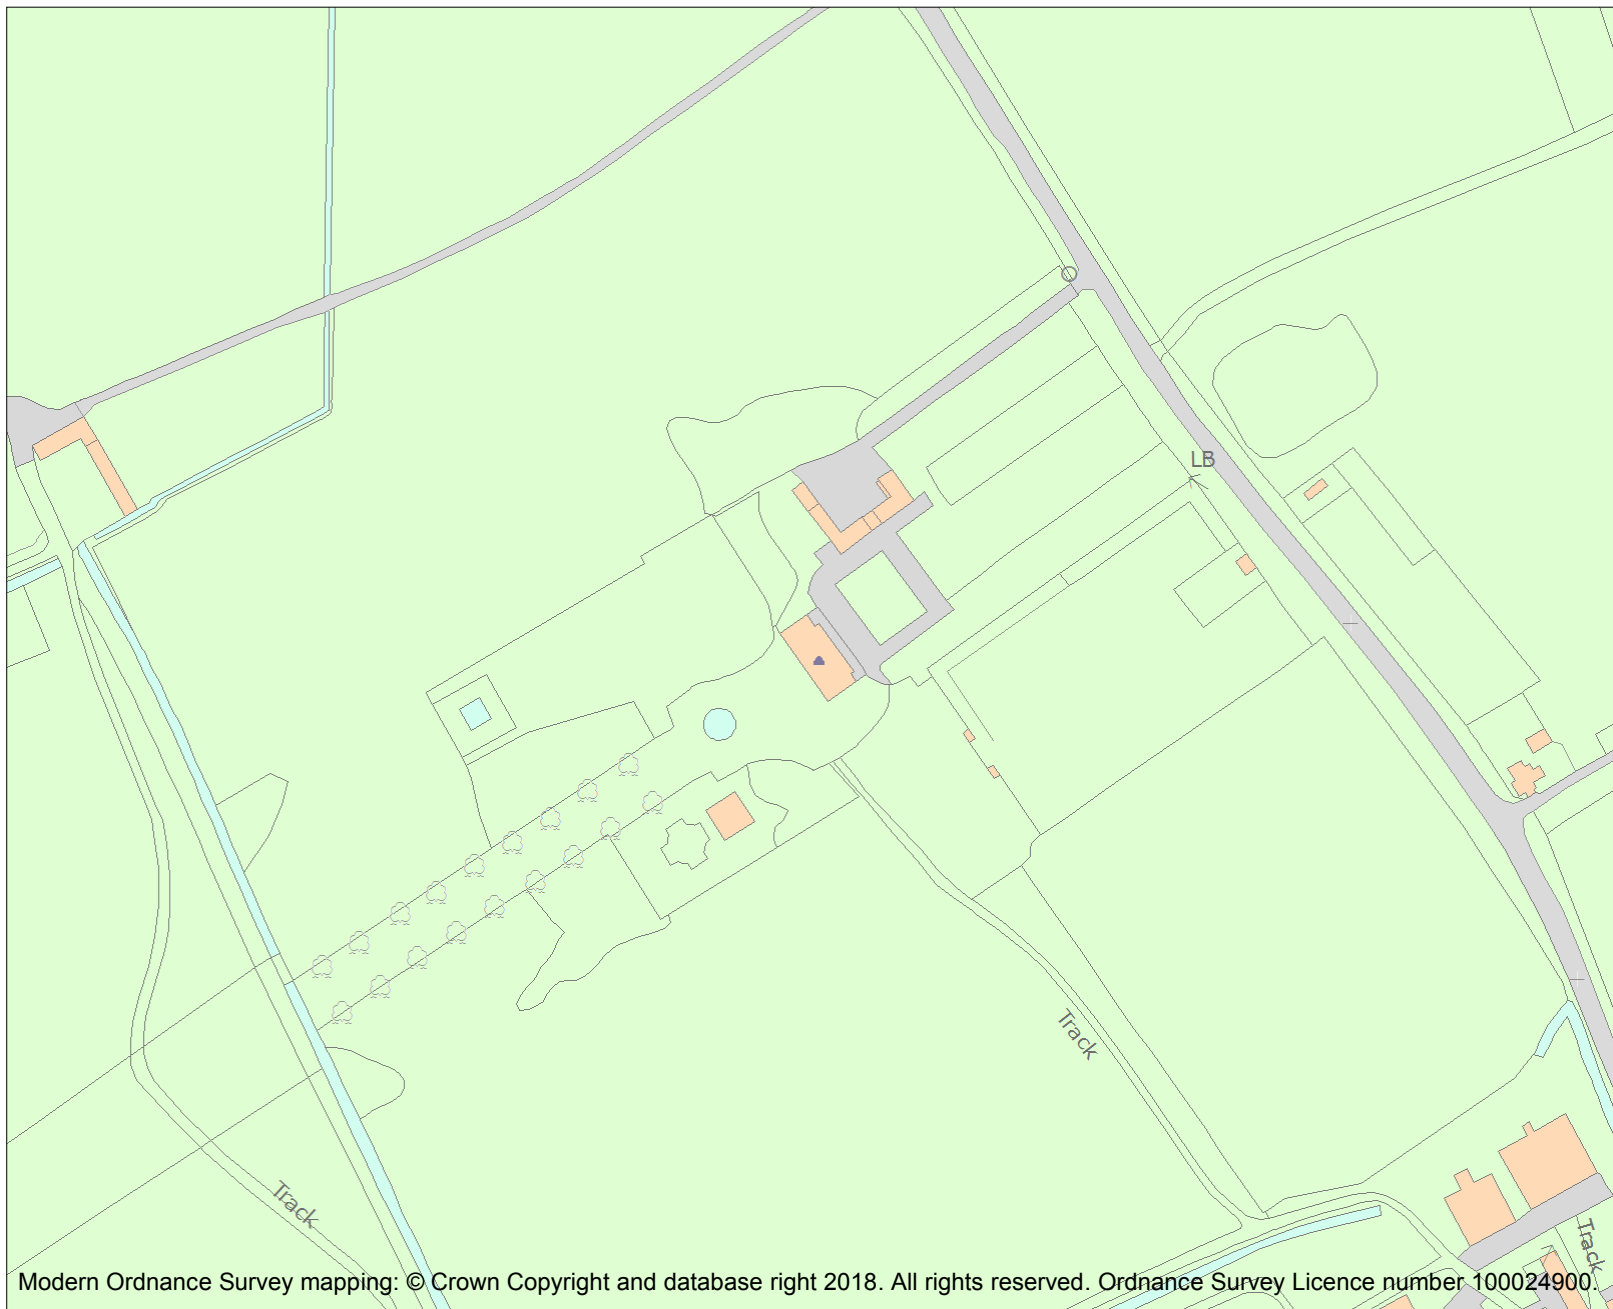 LB
Track
Track
Track
Modern Ordnance Survey mapping: © Crown Copyright and database right 2018. All rights reserved. Ordnance Survey Licence number 100024900.